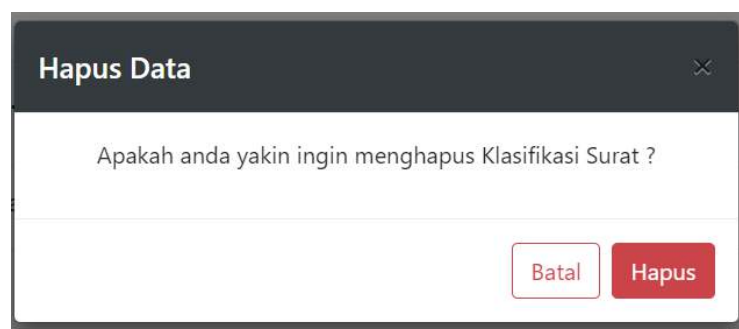 Hapus Data
Apakah anda yakin ingin menghapus Klasifikasi Surat ?
Batal Hapus